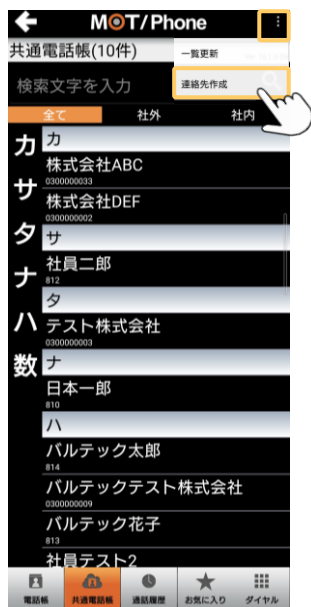 MOT/Phone
共通電話帳(10件)
一覧更新
検索文字を入力
連絡先作成
全て 社外 社内
カ
サ
タ
ナ
ハ
数
カ
株式会社ABC
0300000033
株式会社DEF
0300000002
サ
社員二郎
812
タ
テスト株式会社
0300000003
ナ
日本一郎
810
ハ
バルテック太郎
814
バルテックテスト株式会社
0300000009
バルテック花子
813
社員テスト2
電話帳 共通電話帳 通話履歴 お気に入り ダイヤル